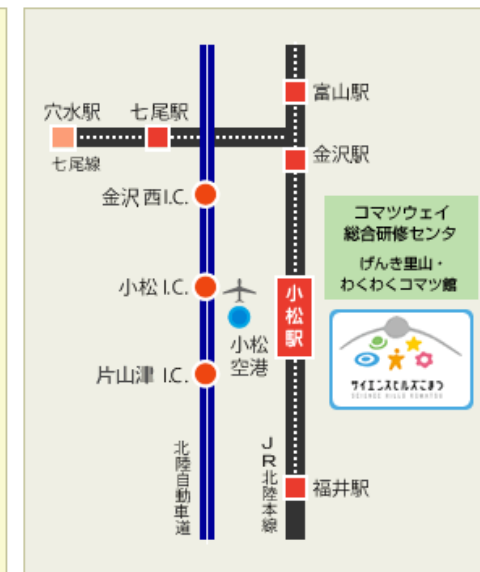 富山駅
穴水駅
七尾駅
金沢駅
七尾線
金沢西I.C.
コマツウェイ
総合研修センタ
げんき里山・
わくわくコマツ館
小松 I.C.
小松駅
小松
空港
サイエンスヒルズこまつ
SCIENCE HILLS KOMATSU
片山津 I.C.
北陸自動車道
JR北陸本線
福井駅